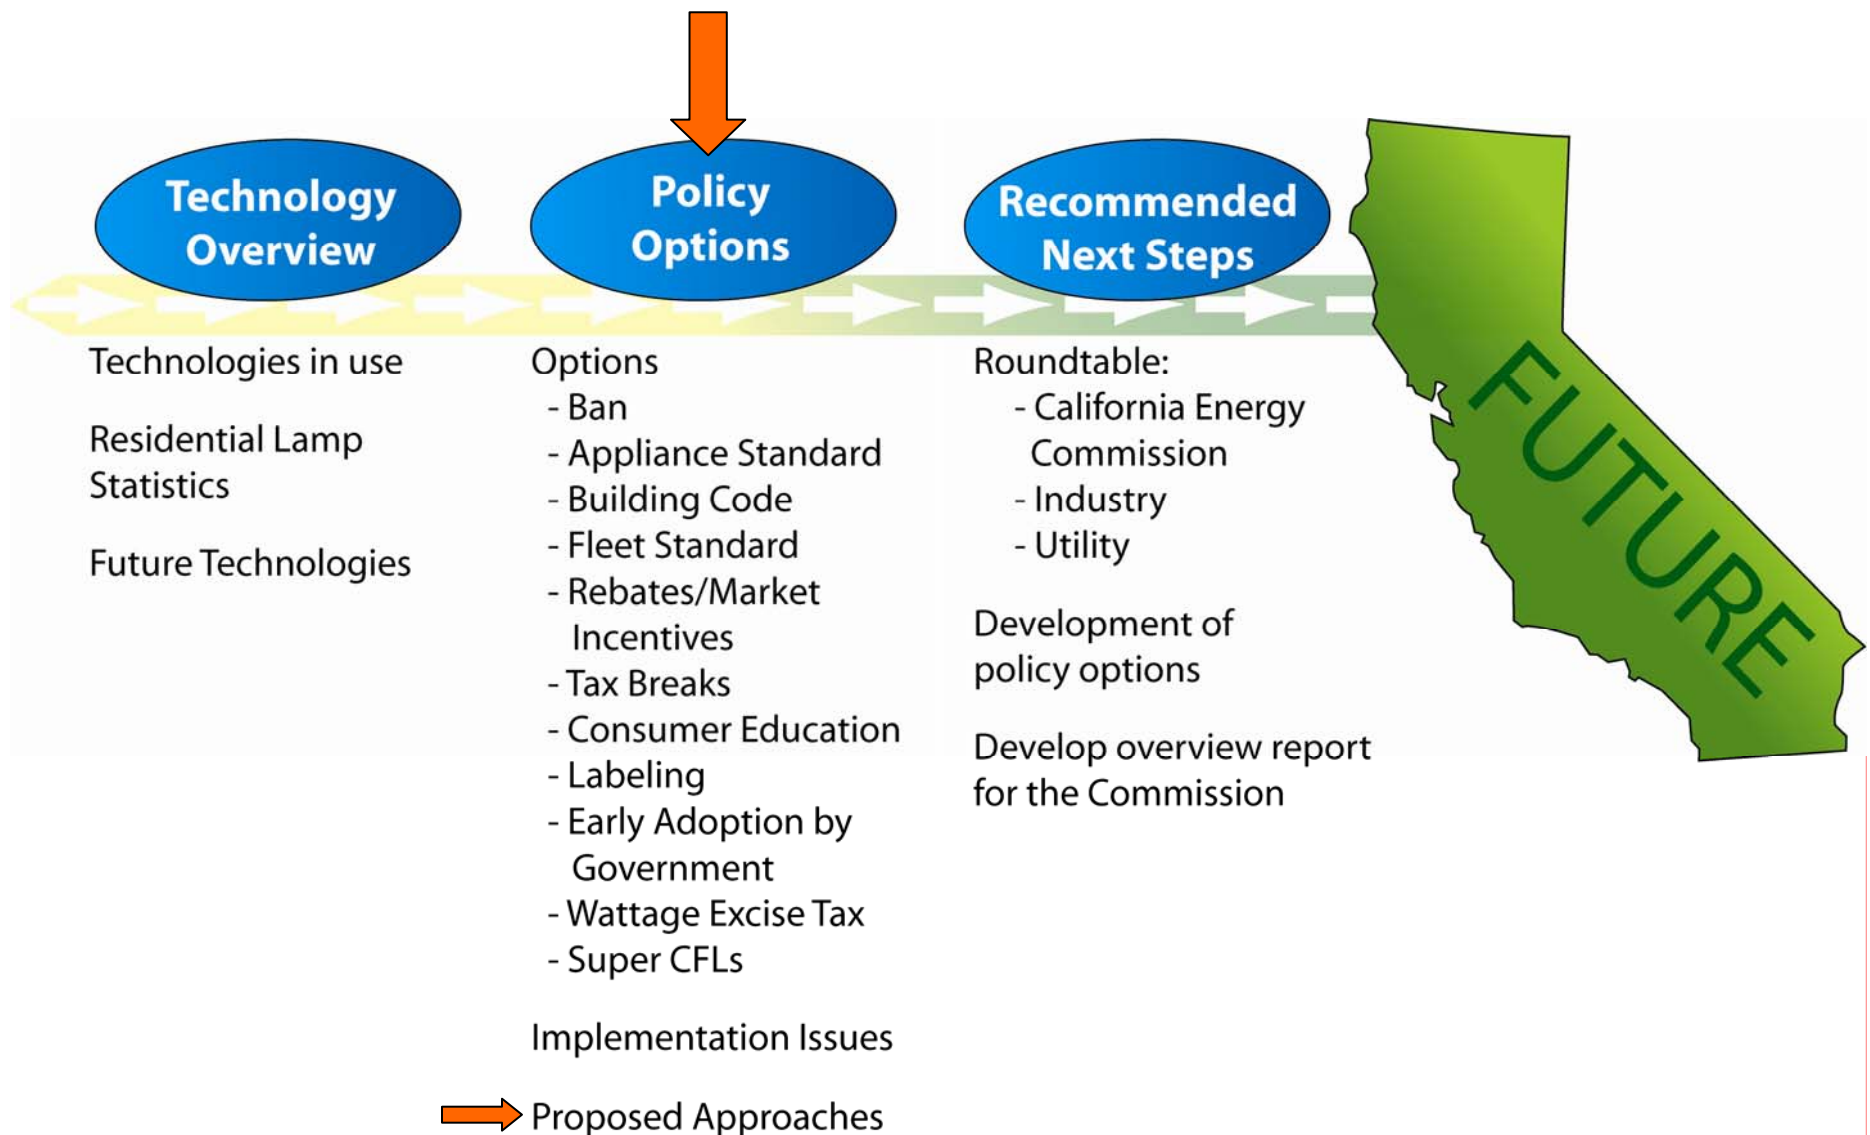 Technology
Overview
Technologies in use
Residential Lamp
Statistics
Future Technologies
Policy
Options
Options
- Ban
- Appliance Standard
- Building Code
- Fleet Standard
- Rebates/Market
Incentives
- Tax Breaks
- Consumer Education
- Labeling
- Early Adoption by
Government
- Wattage Excise Tax
- Super CFLs
Implementation Issues
Proposed Approaches
Recommended
Next Steps
Roundtable:
- California Energy
Commission
- Industry
- Utility
Development of
policy options
Develop overview report
for the Commission
FUTURE